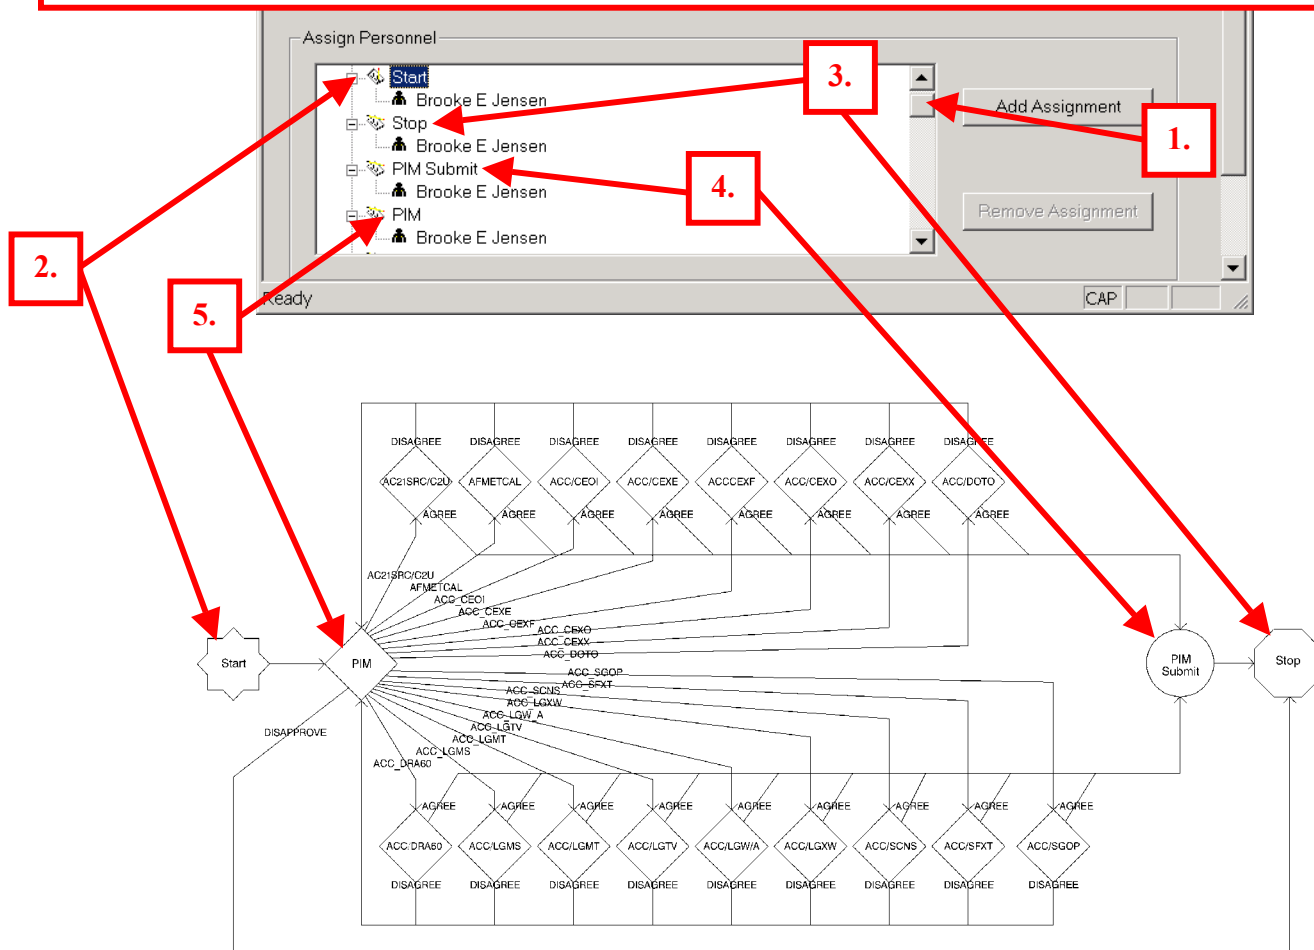 Assign Personnel
3.
Start
Brooke E Jensen
Add Assignment
Stop
1.
Brooke E Jensen
PIM Submit
4.
Brooke E Jensen
PIM
Remove Assignment
Brooke E Jensen
2.
5.
Ready
CAP
DISAGREE DISAGREE DISAGREE DISAGREE DISAGREE DISAGREE DISAGREE DISAGREE
AC21SRC/C2U AFMETCAL ACC/CEOI ACC/CEXE ACCCEXF ACC/CEXO ACC/CEXX ACC/DOTO
AGREE AGREE AGREE AGREE AGREE AGREE AGREE AGREE
AC21SRC/C2U
AFMETCAL
ACC_CEOI
ACC_CEXE
ACC_CEXF
ACC_CEXO
ACC_CEXX
ACC_DOTO
Start
PIM
PIM
Submit
Stop
ACC_SGOP
ACC_SFXT
ACC_SCNS
ACC_LGXW
ACC_LGW_A
ACC_LGTV
DISAPPROVE
ACC_LGMT
ACC_LGMS
ACC_DRA60
AGREE AGREE AGREE AGREE AGREE AGREE AGREE AGREE AGREE
ACC/DRA60 ACC/LGMS ACC/LGMT ACC/LGTV ACC/LGW/A ACC/LGXW ACC/SCNS ACC/SFXT ACC/SGOP
DISAGREE DISAGREE DISAGREE DISAGREE DISAGREE DISAGREE DISAGREE DISAGREE DISAGREE